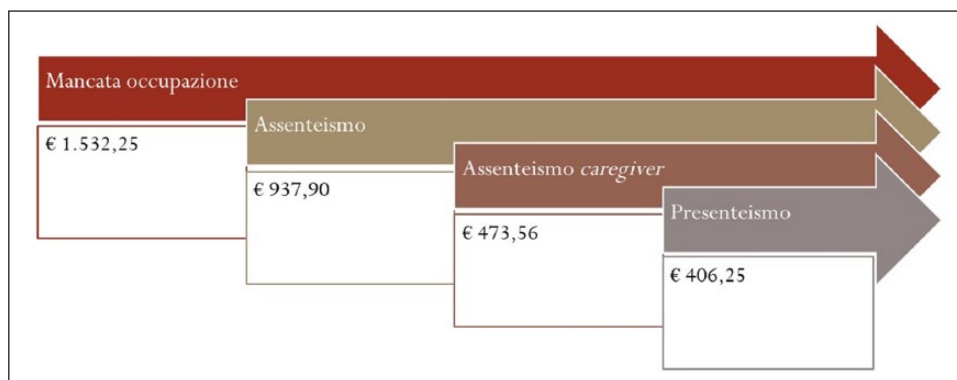 Mancata occupazione
€ 1.532,25
Assenteismo
€ 937,90
Assenteismo caregiver
€ 473,56
Presenteismo
€ 406,25